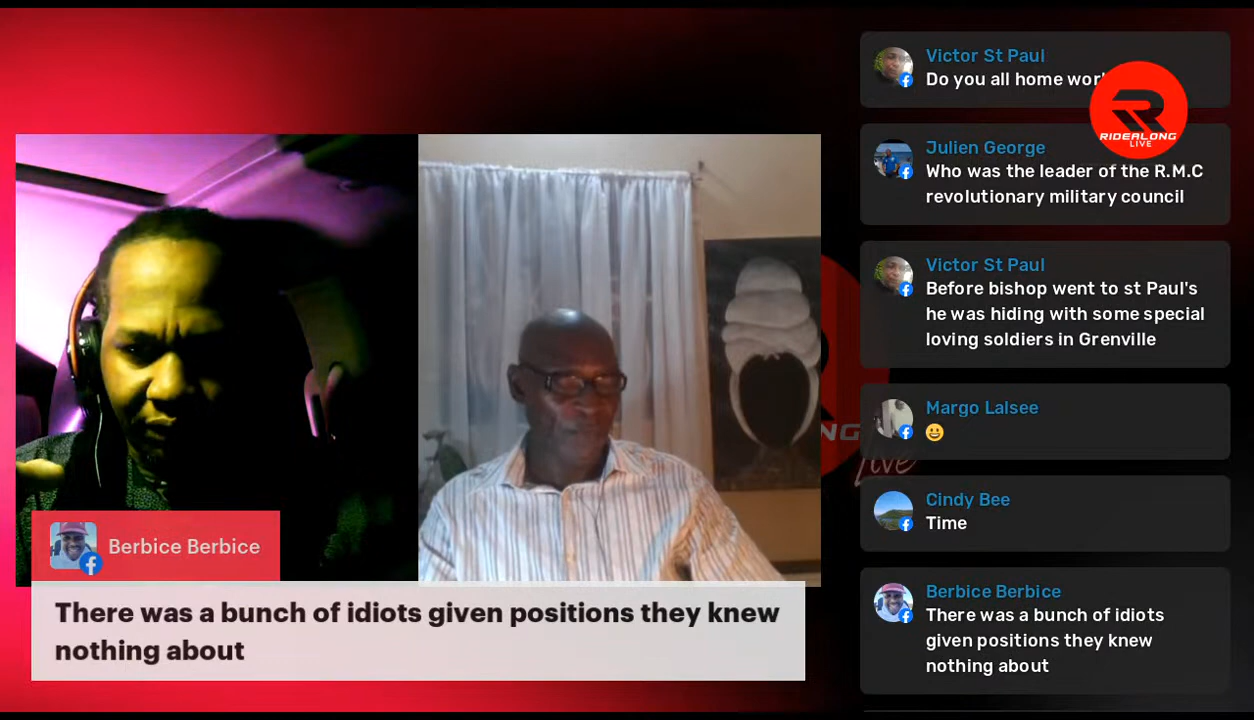 Berbice Berbice
There was a bunch of idiots given positions they knew
nothing about
Victor St Paul
Do you all home
RIDEALONG
LIVE
Julien George
Who was the leader of the R.M.C
revolutionary military council
Victor St Paul
Before bishop went to st Paul's
he was hiding with some special
loving soldiers in Grenville
Margo Lalsee
😀
Cindy Bee
Time
Berbice Berbice
There was a bunch of idiots
given positions they knew
nothing about
NG
Live